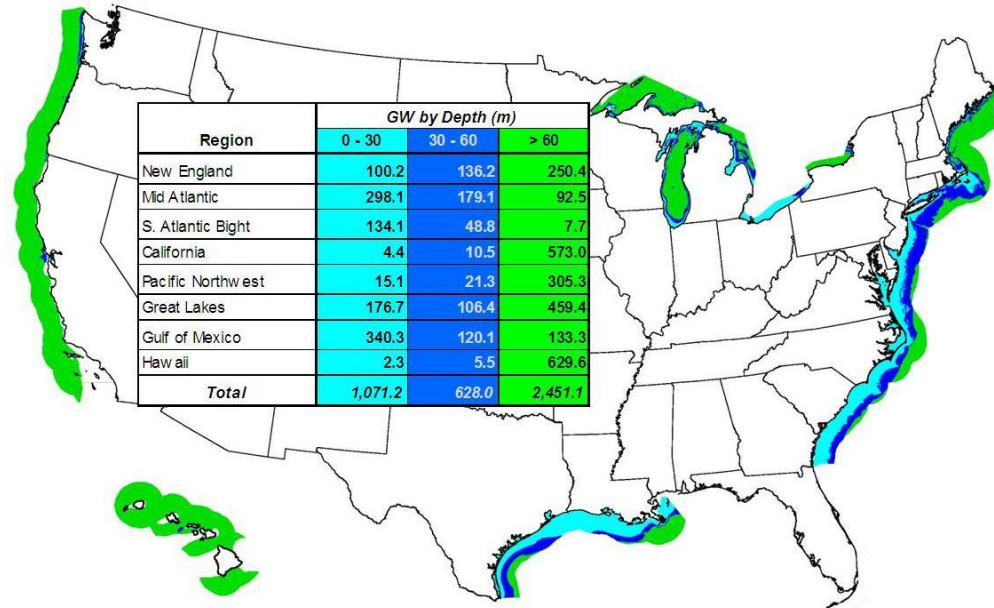 Region GW by Depth (m)
0 - 30 30 - 60 > 60
New England 100.2 136.2 250.4
Mid Atlantic 298.1 179.1 92.5
S. Atlantic Bight 134.1 48.8 7.7
California 4.4 10.5 573.0
Pacific Northwest 15.1 21.3 305.3
Great Lakes 176.7 106.4 459.4
Gulf of Mexico 340.3 120.1 133.3
Hawaii 2.3 5.5 629.6
Total 1,071.2 628.0 2,451.1